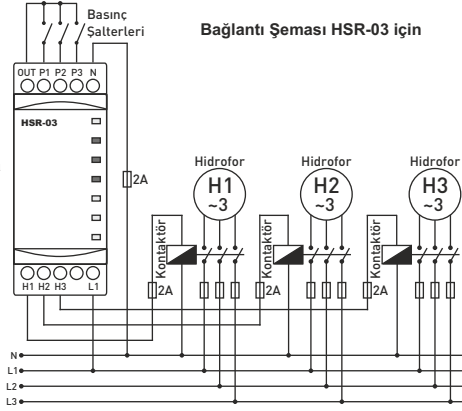 Basınç
Şalterleri
Bağlantı Şeması HSR-03 için
OUT P1 P2 P3 N
HSR-03
2A
Hidrofor
H1
~3
Hidrofor
H2
~3
Hidrofor
H3
~3
Kontaktör
2A
Kontaktör
2A
Kontaktör
2A
H1 H2 H3 L1
N
L1
L2
L3